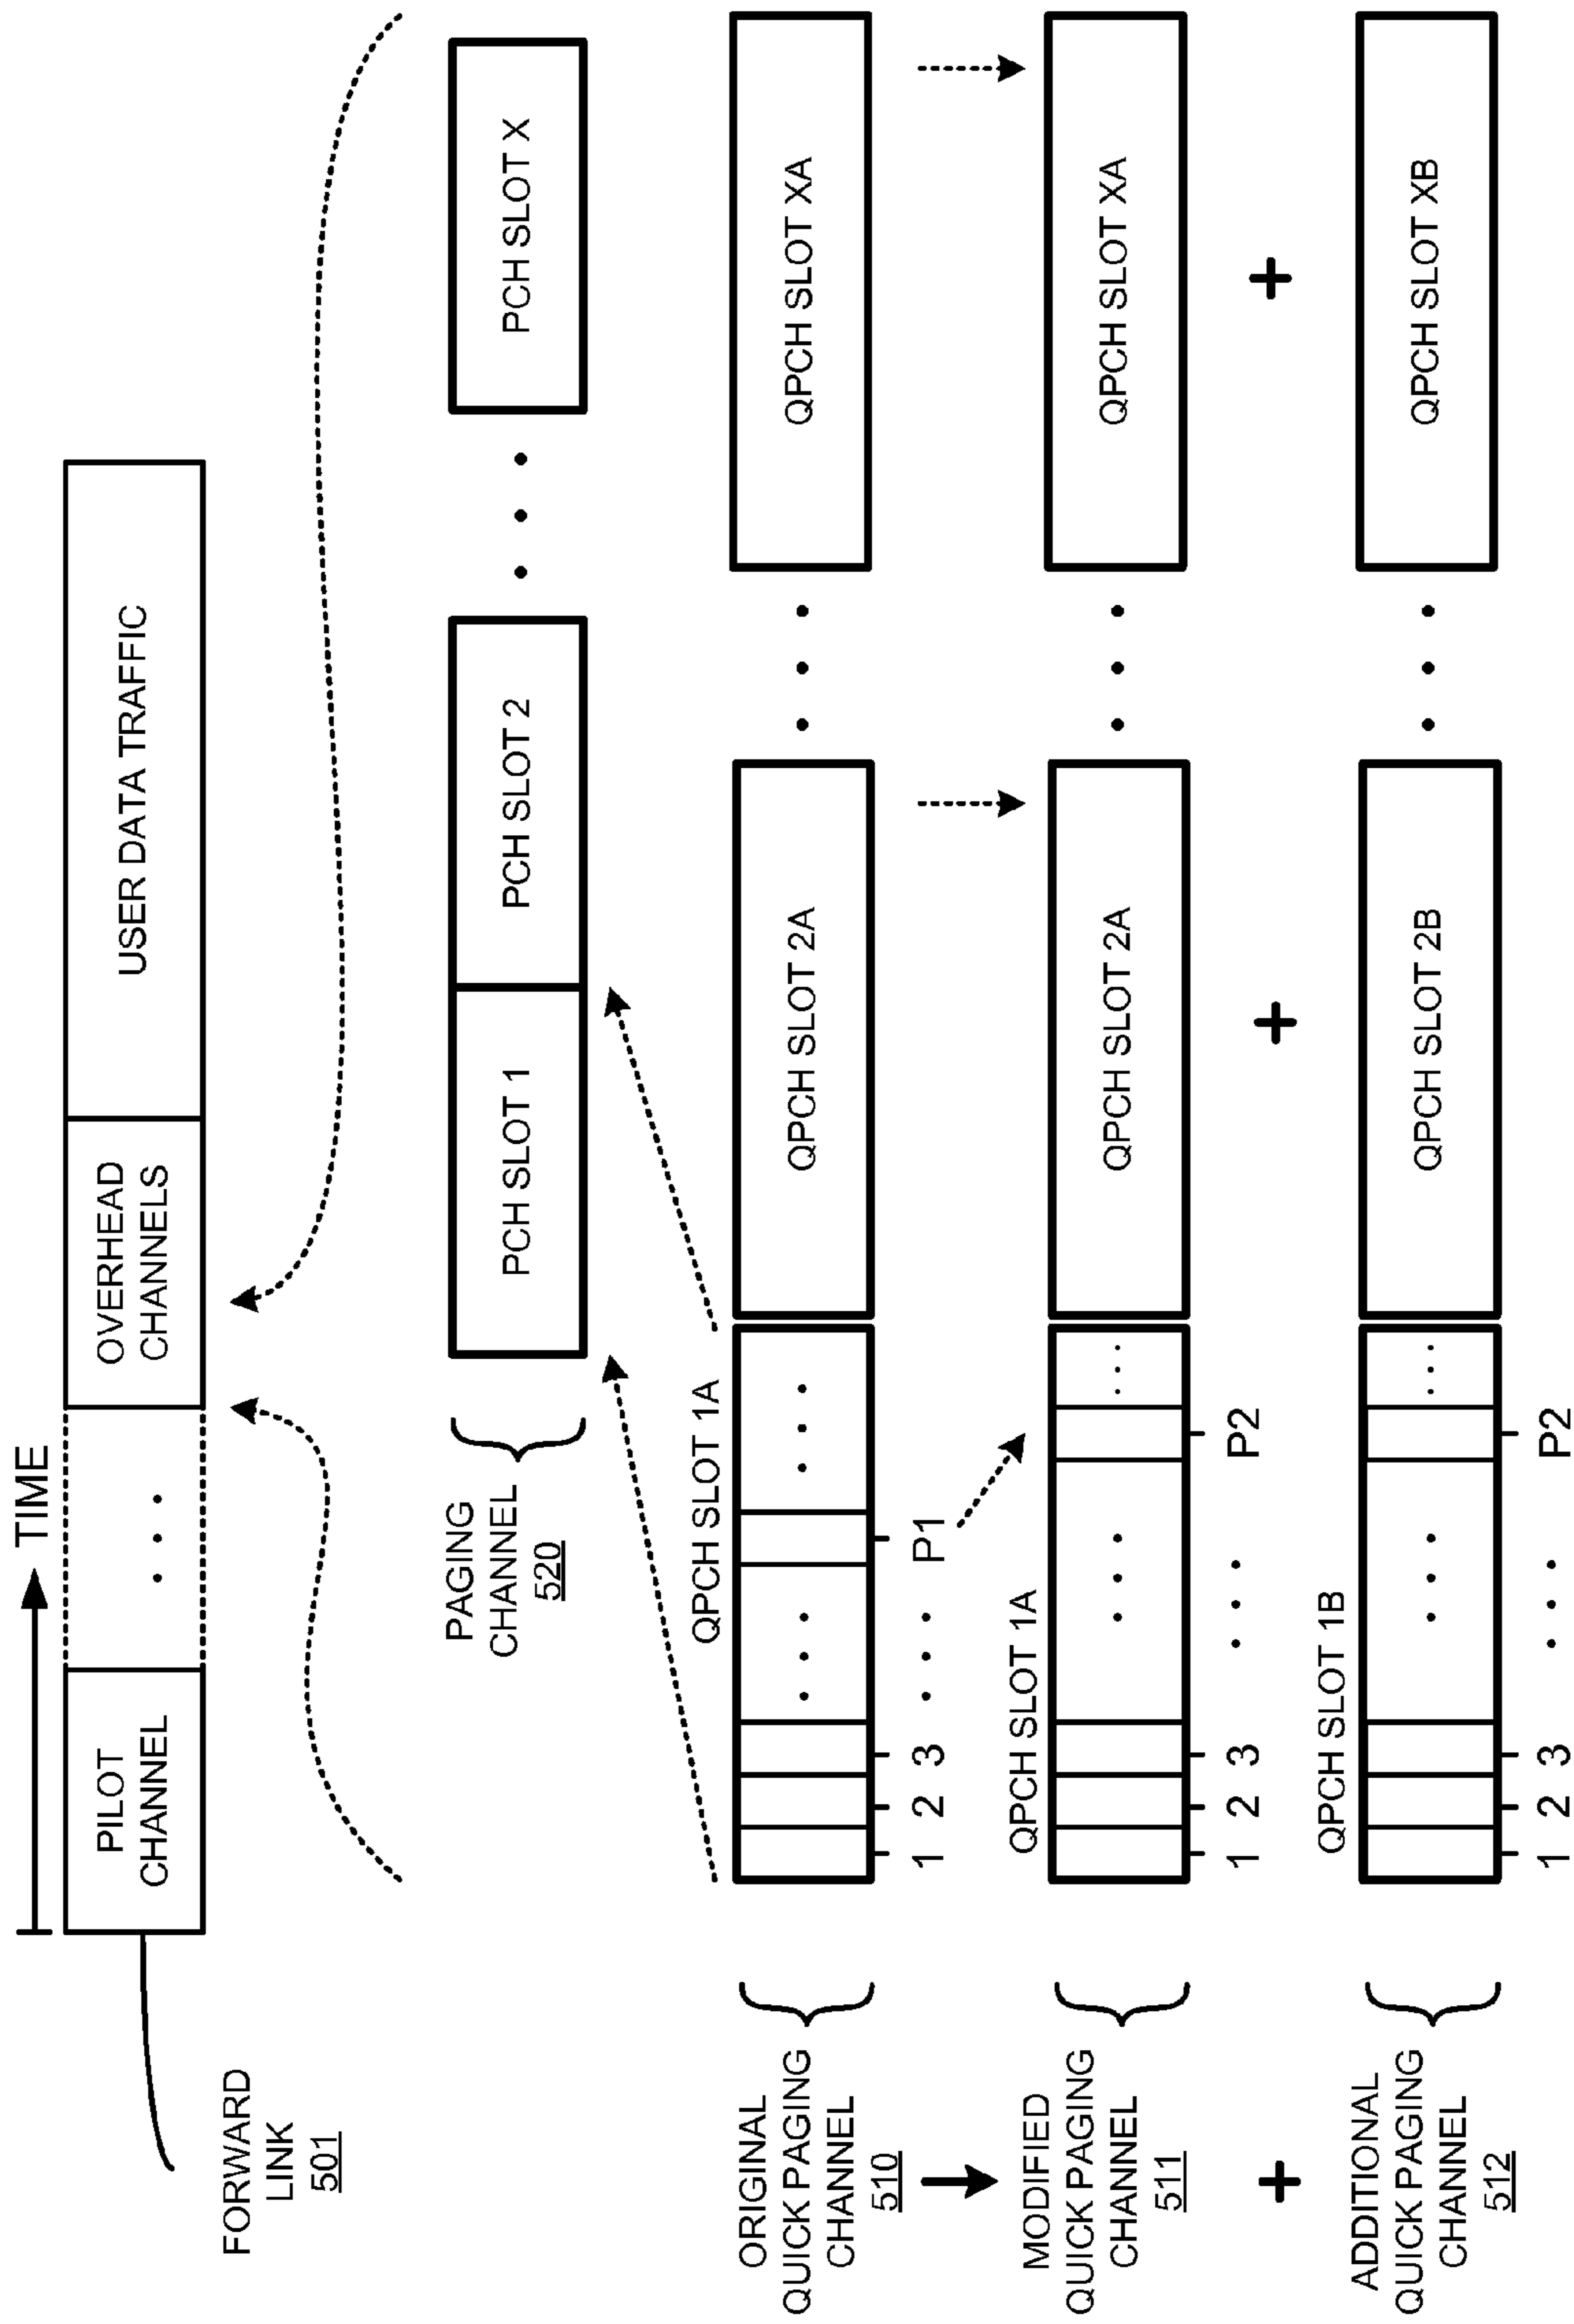 TIME
FORWARD
LINK
501
PILOT
CHANNEL
OVERHEAD
CHANNELS
USER DATA TRAFFIC
PAGING
CHANNEL
520
PCH SLOT 1
PCH SLOT 2
PCH SLOT X
ORIGINAL
QUICK PAGING
CHANNEL
510
QPCH SLOT 1A
QPCH SLOT 2A
QPCH SLOT XA
1 2 3 P1
MODIFIED
QUICK PAGING
CHANNEL
511
QPCH SLOT 1A
QPCH SLOT 2A
QPCH SLOT XA
1 2 3 P2
+ + +
ADDITIONAL
QUICK PAGING
CHANNEL
512
QPCH SLOT 1B
QPCH SLOT 2B
QPCH SLOT XB
1 2 3 P2